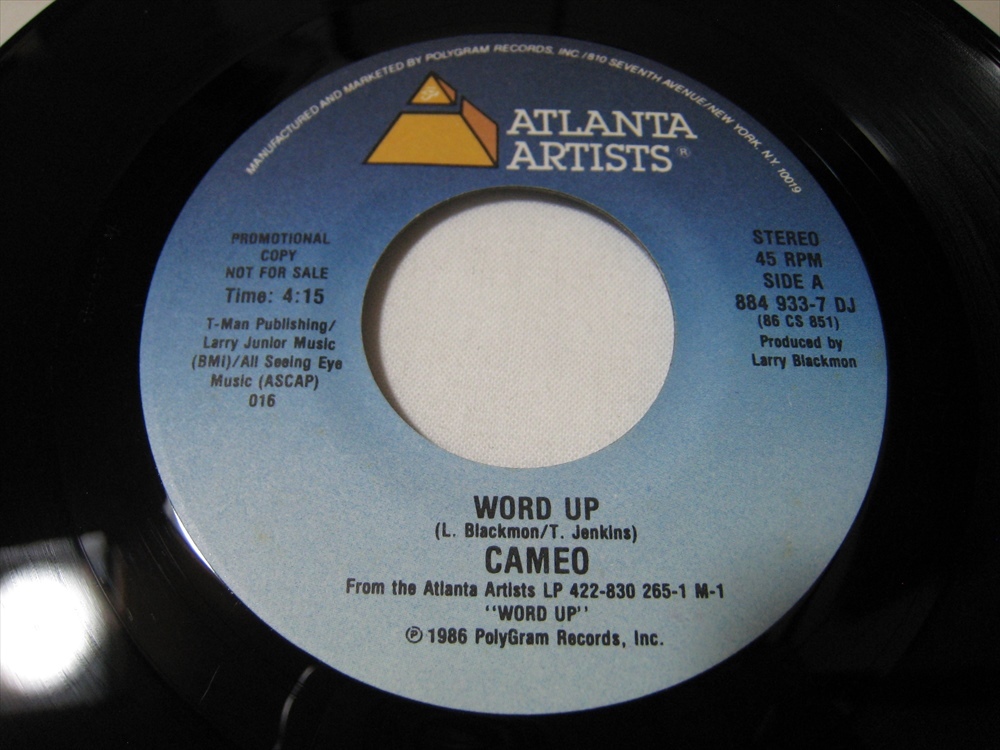 MANUFACTURED AND MARKETED BY POLYGRAM RECORDS, INC./810 SEVENTH AVENUE/NEW YORK, N.Y. 10019
ATLANTA
ARTISTS®
PROMOTIONAL
COPY
NOT FOR SALE
Time: 4:15
T-Man Publishing/
Larry Junior Music
(BMI)/All Seeing Eye
Music (ASCAP)
016
STEREO
45 RPM
SIDE A
884 933-7 DJ
(86 CS 851)
Produced by
Larry Blackmon
WORD UP
(L. Blackmon/T. Jenkins)
CAMEO
From the Atlanta Artists LP 422-830 265-1 M-1
"WORD UP"
℗ 1986 PolyGram Records, Inc.